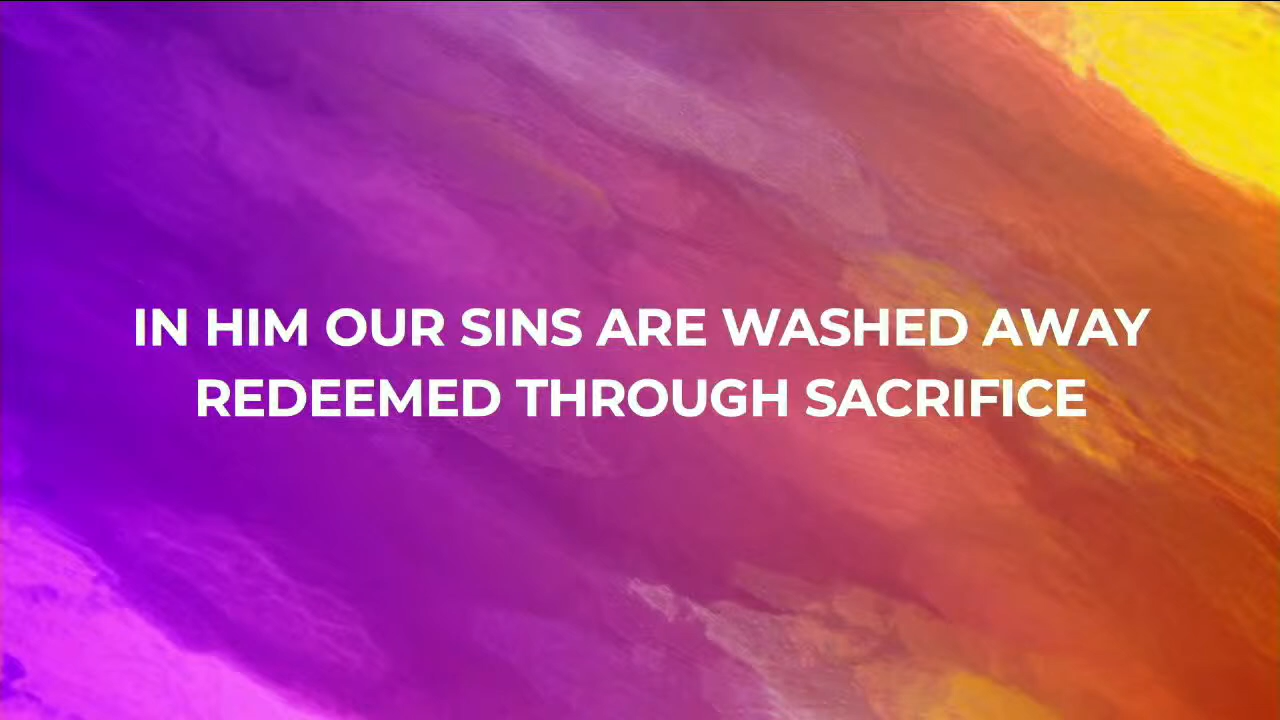 IN HIM OUR SINS ARE WASHED AWAY
REDEEMED THROUGH SACRIFICE